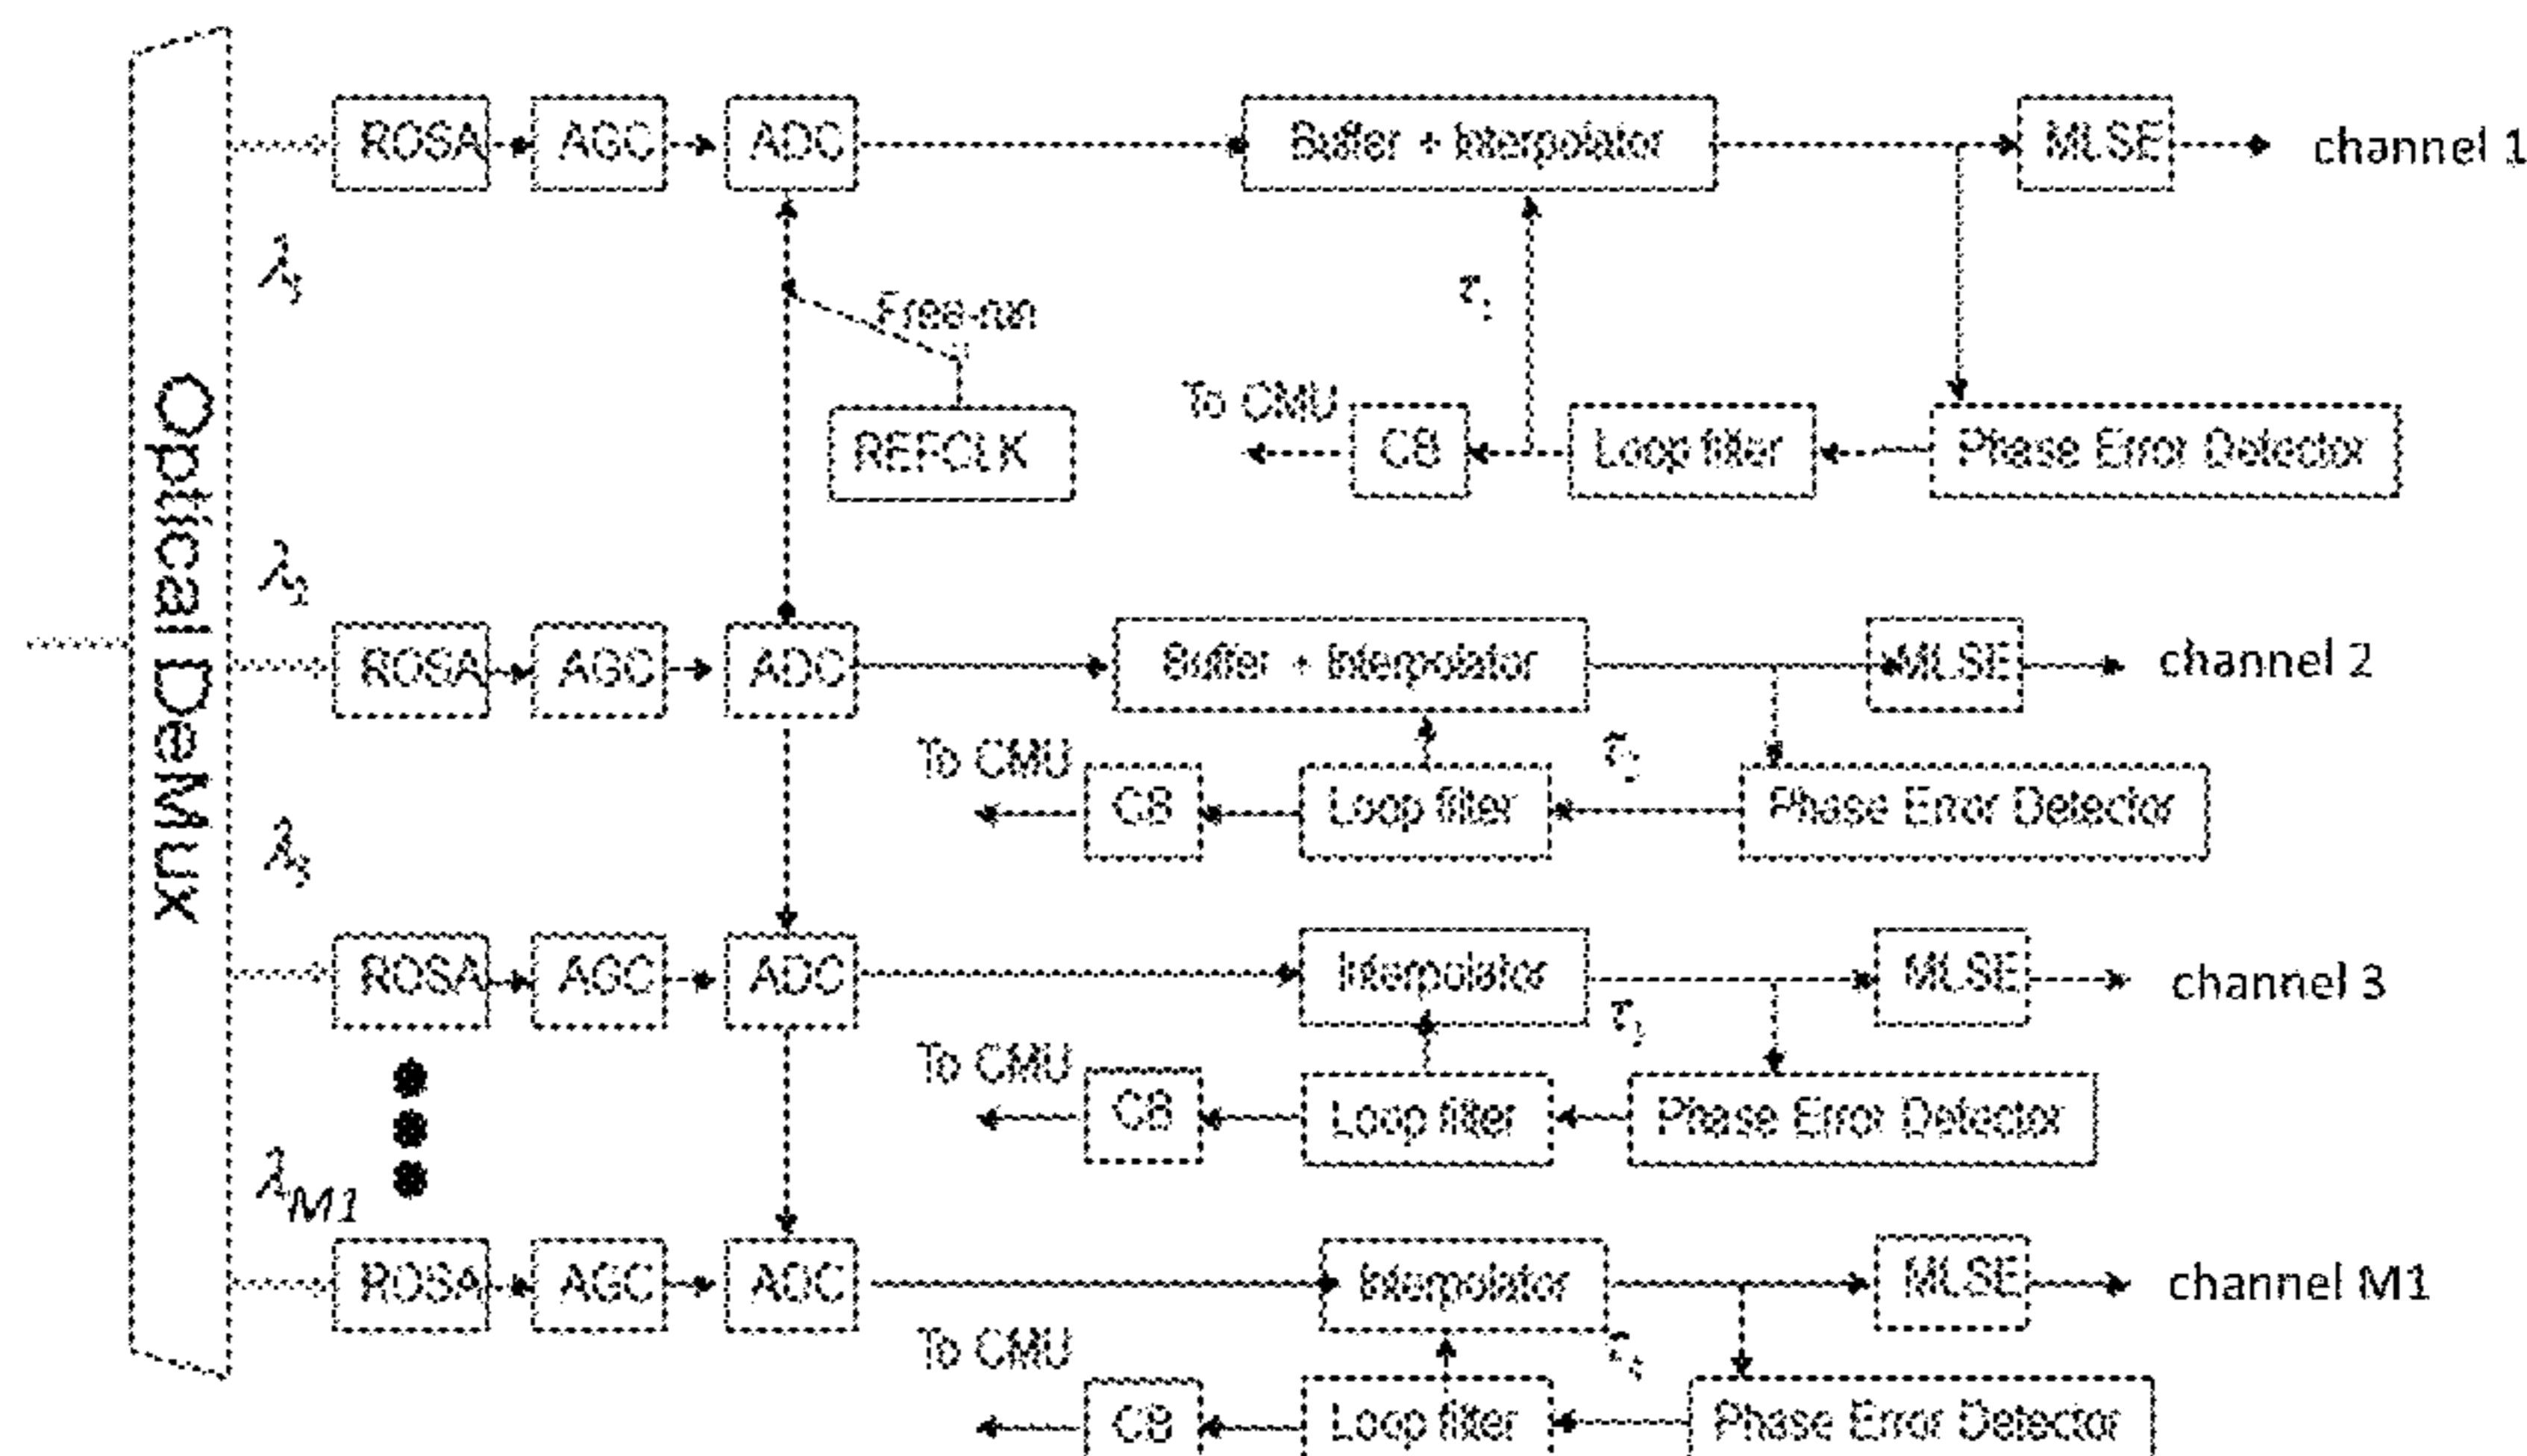 Optical DeMux
ROSA AGC ADC Buffer + Interpolator MLSE channel 1
Free-run
REFCLK
To CMU CB Loop filter Phase Error Detector
λ2
ROSA AGC ADC Buffer + Interpolator MLSE channel 2
To CMU CB Loop filter Phase Error Detector
ROSA AGC ADC Interpolator MLSE channel 3
To CMU CB Loop filter Phase Error Detector
λM1
ROSA AGC ADC Interpolator MLSE channel M1
To CMU CB Loop filter Phase Error Detector